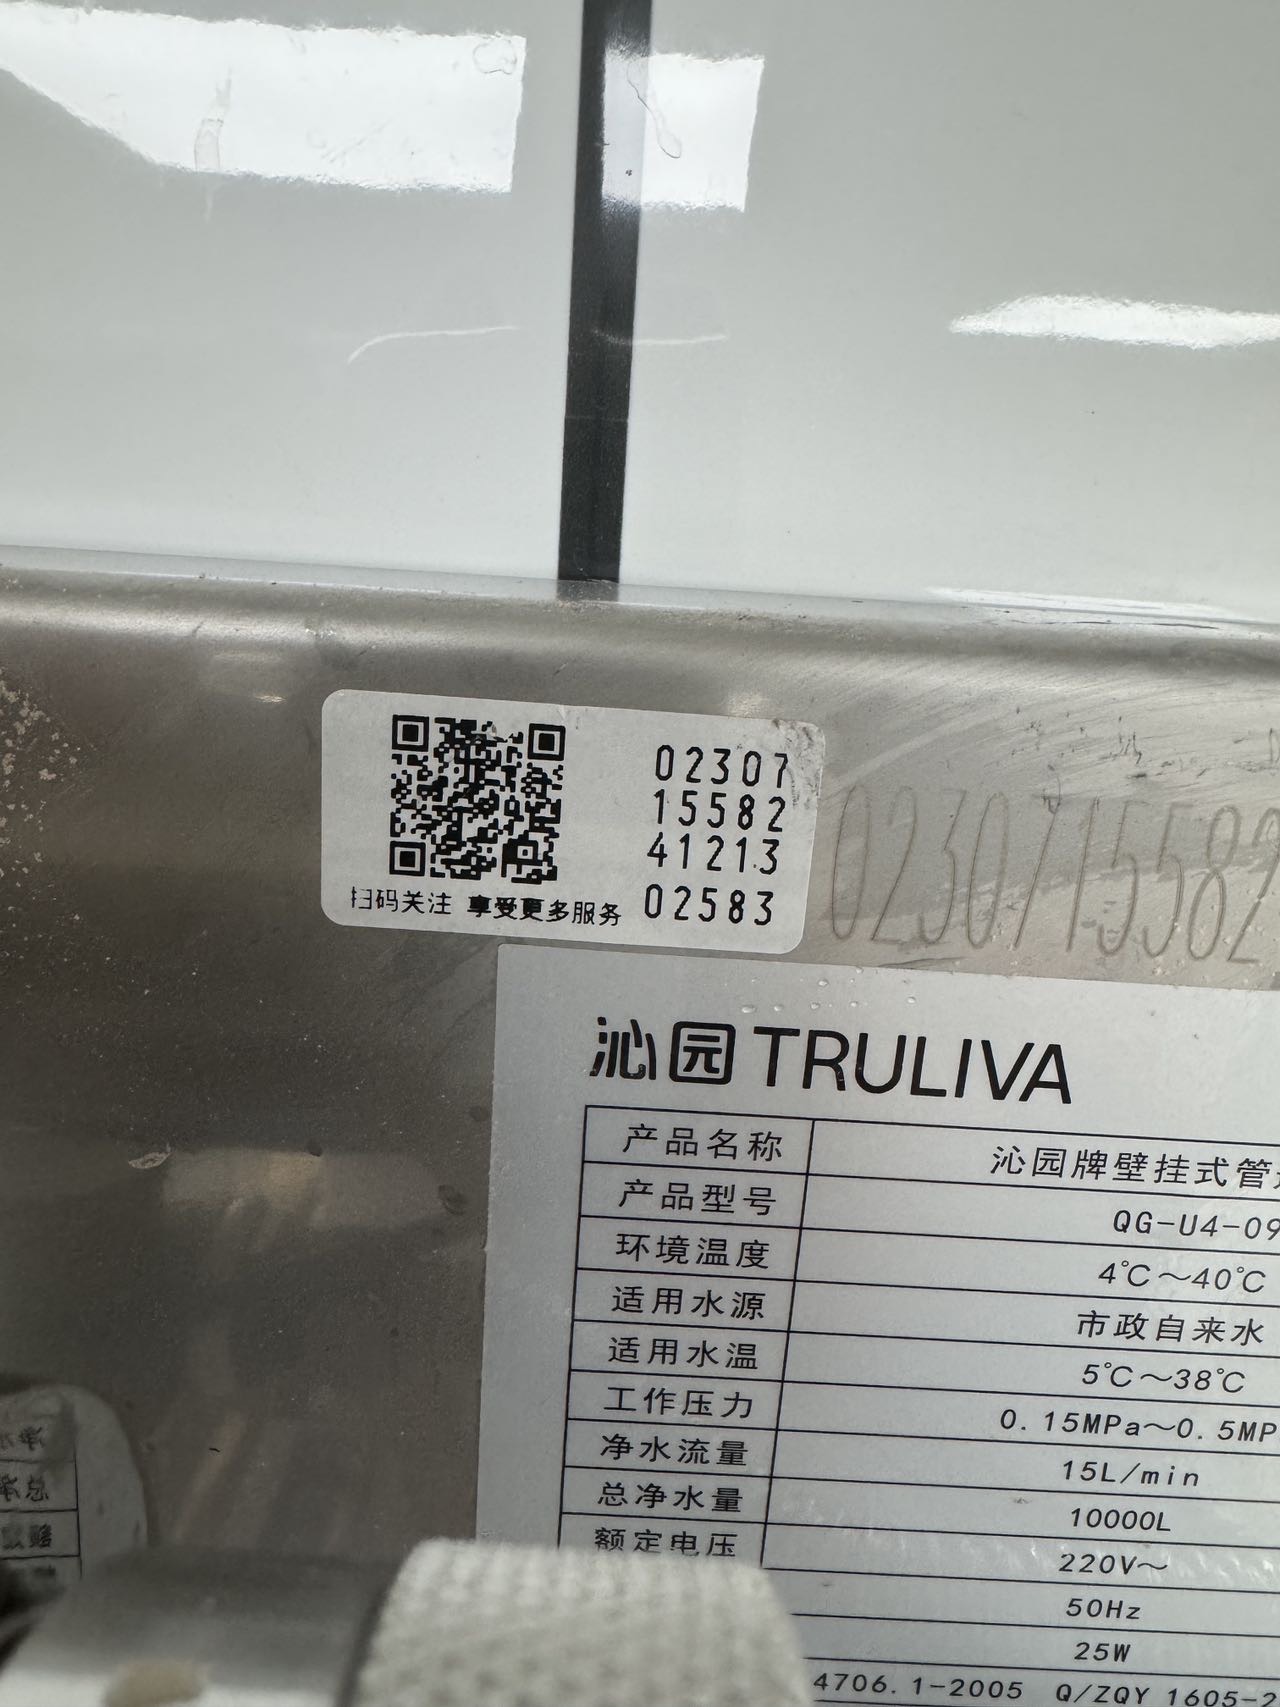 02307
15582
41213
02583
扫码关注 享受更多服务
0230715582
沁园 TRULIVA
产品名称 沁园牌壁挂式管
产品型号 QG-U4-09
环境温度 4℃～40℃
适用水源 市政自来水
适用水温 5℃～38℃
工作压力 0.15MPa～0.5MP
净水流量 15L/min
总净水量 10000L
额定电压 220V～
50Hz
25W
4706.1-2005 Q/ZQY 1605-2